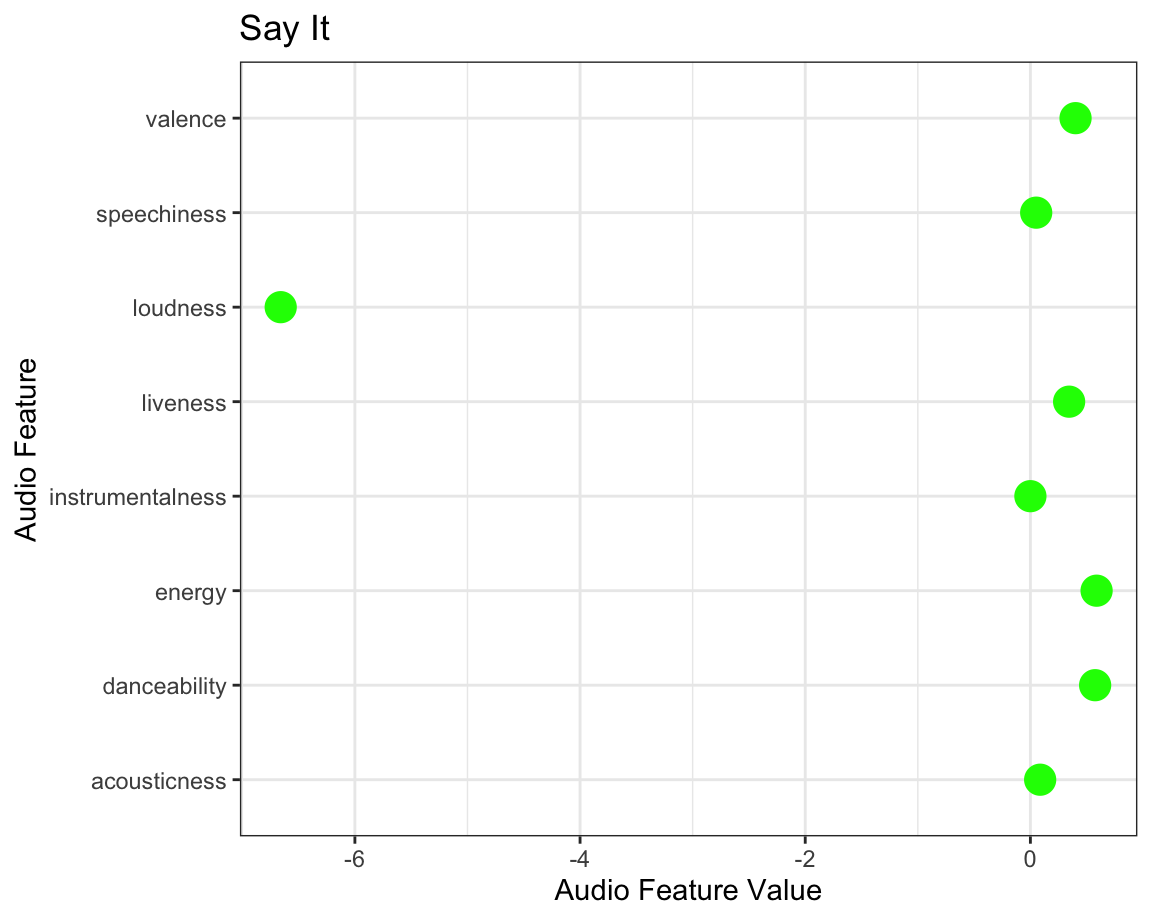 Say It
valence
speechiness
loudness
liveness
instrumentalness
energy
danceability
acousticness
Audio Feature
-6 -4 -2 0
Audio Feature Value